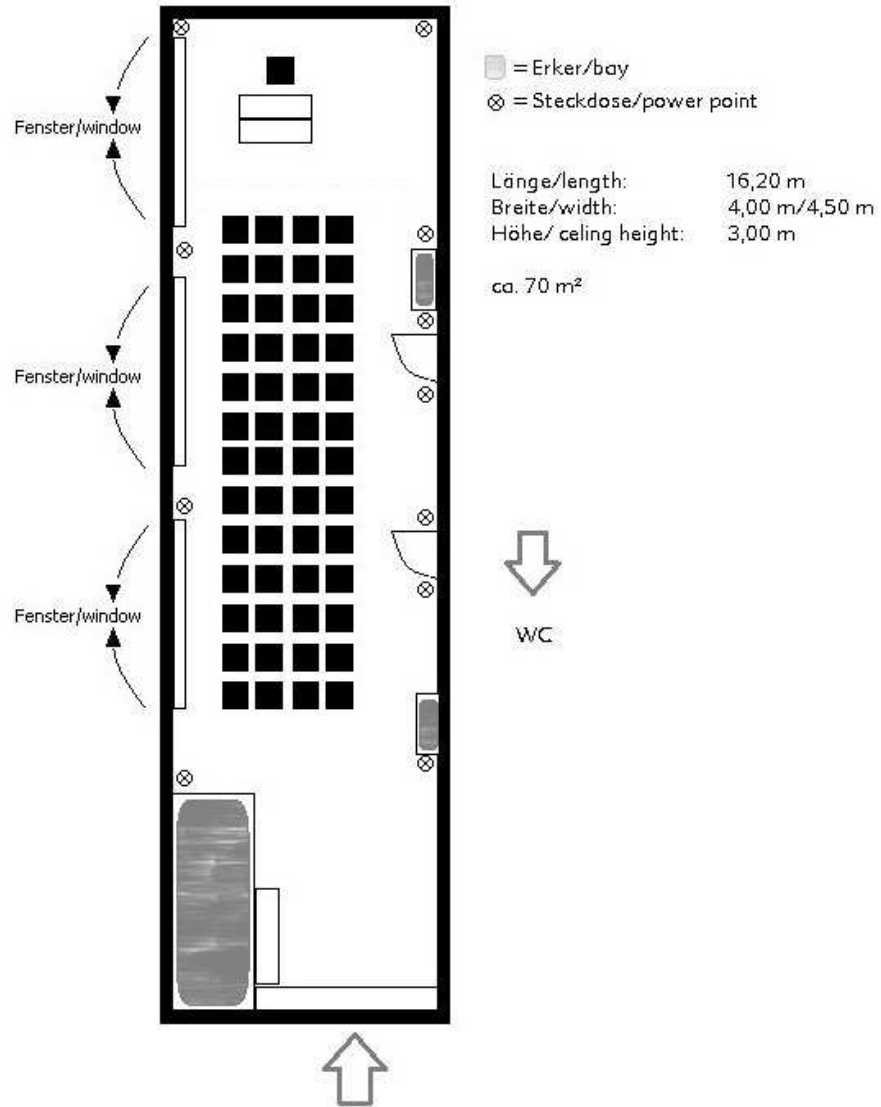 = Erker/bay
= Steckdose/power point
Fenster/window
Länge/length: 16,20 m
Breite/width: 4,00 m/4,50 m
Höhe/ celing height: 3,00 m
ca. 70 m²
Fenster/window
Fenster/window
WC